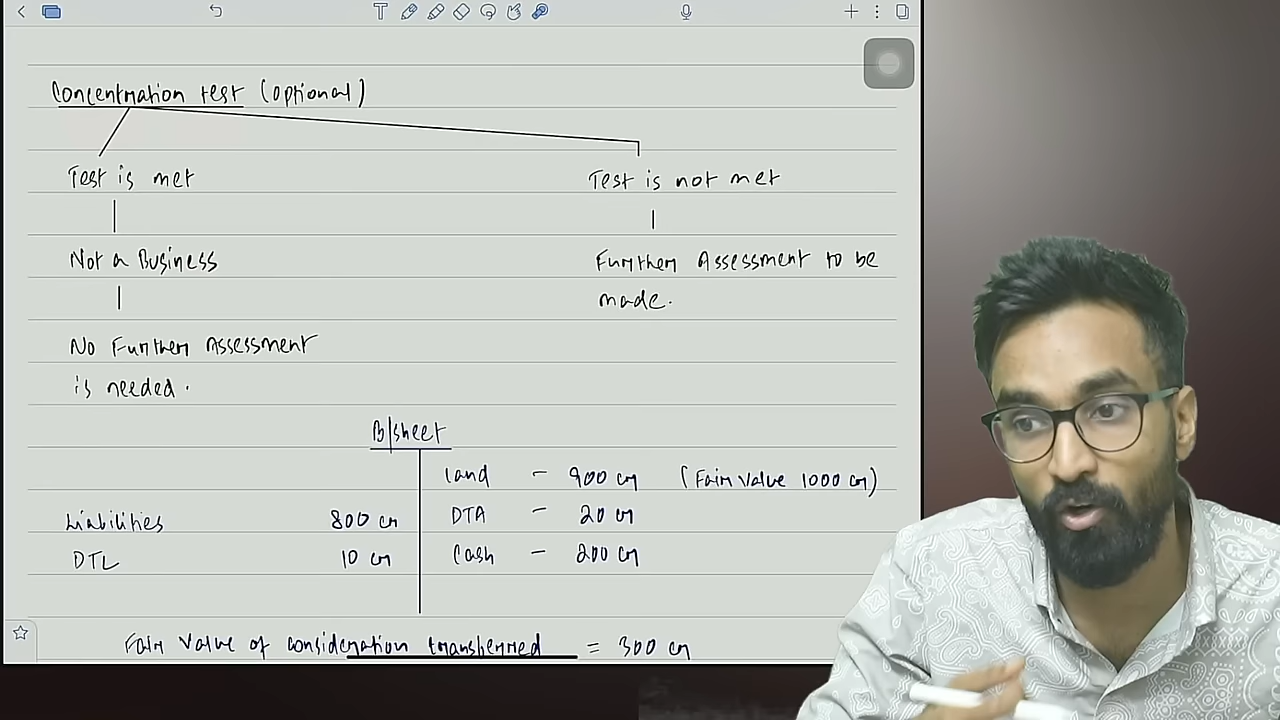 Concentration test (optional)
Test is met
Test is not met
Not a Business
Further Assessment to be
made.
No Further Assessment
is needed.
B/sheet
Land - 900 cr (Fair Value 1000 cr)
Liabilities 800 cr DTA - 20 cr
DTL 10 cr Cash - 200 cr
Fair Value of consideration transferred = 300 cr